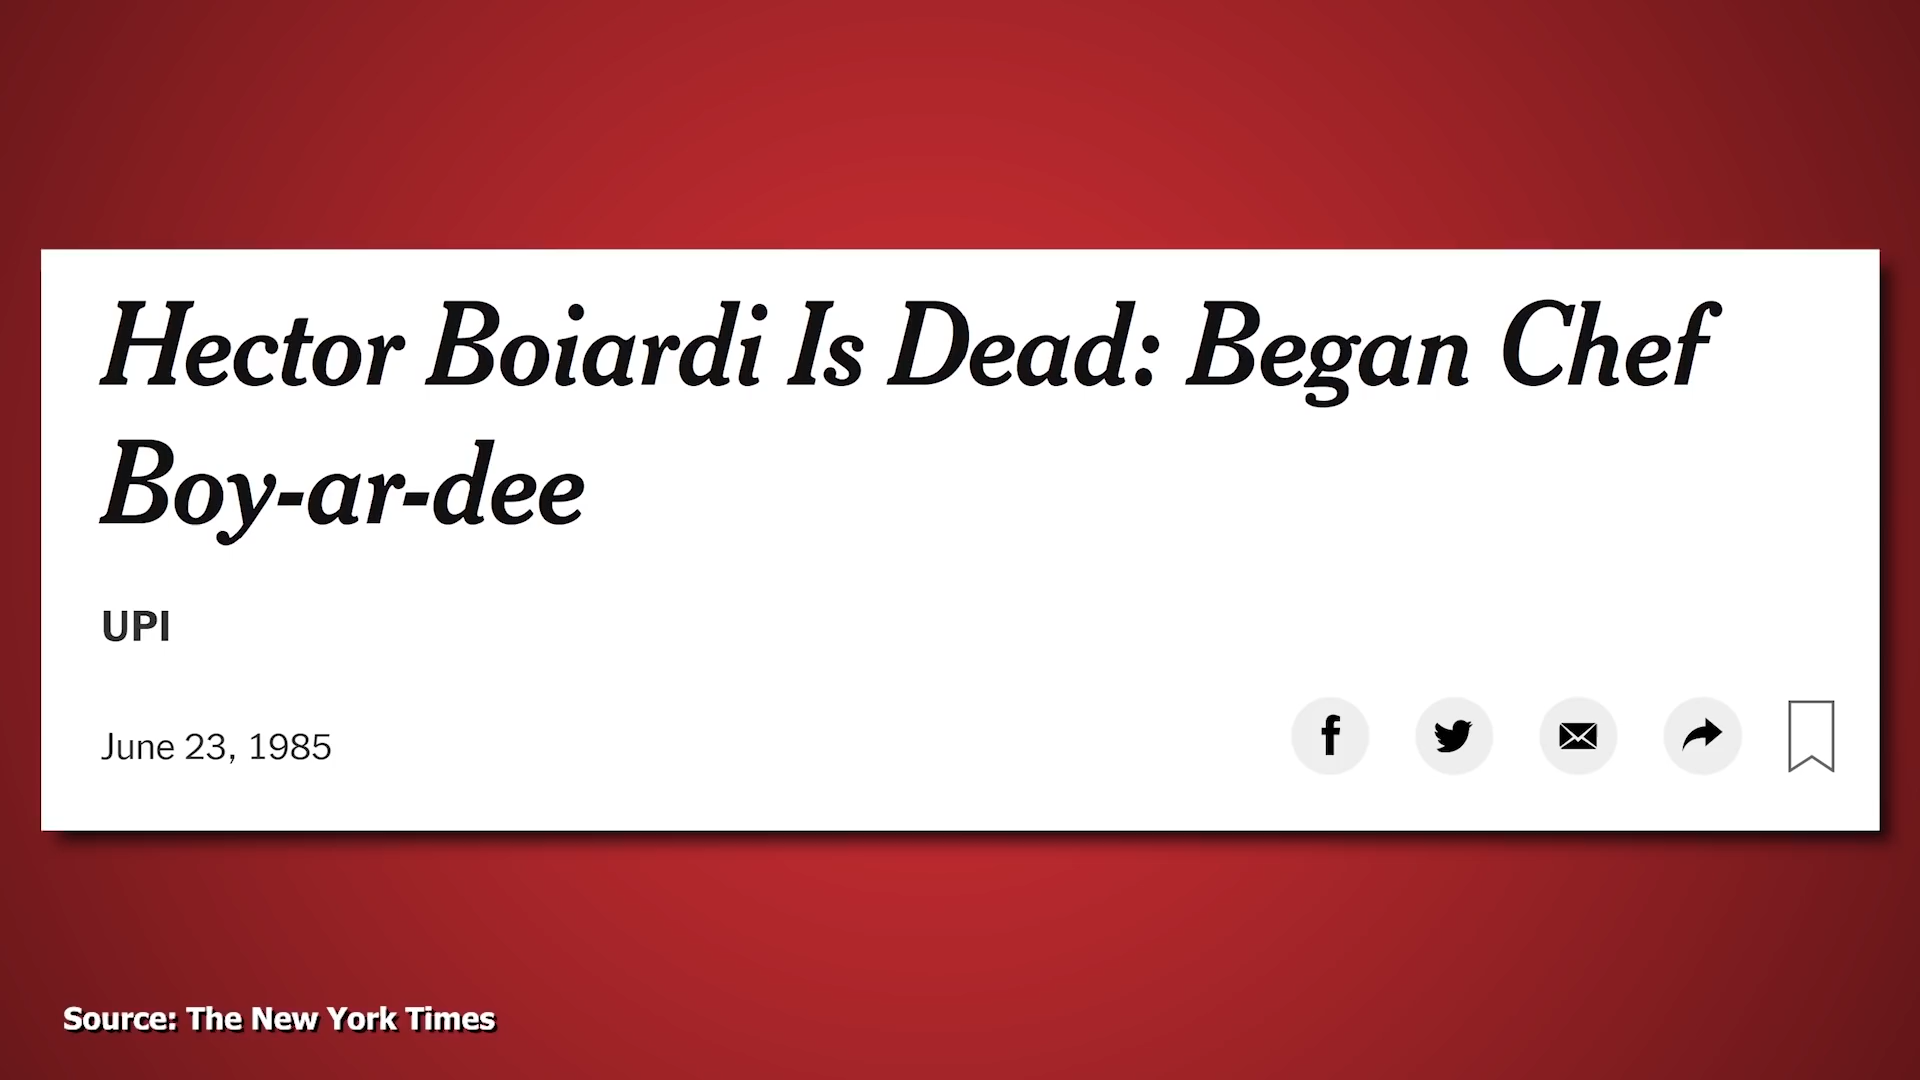 Hector Boiardi Is Dead: Began Chef
Boy-ar-dee
UPI
June 23, 1985
Source: The New York Times